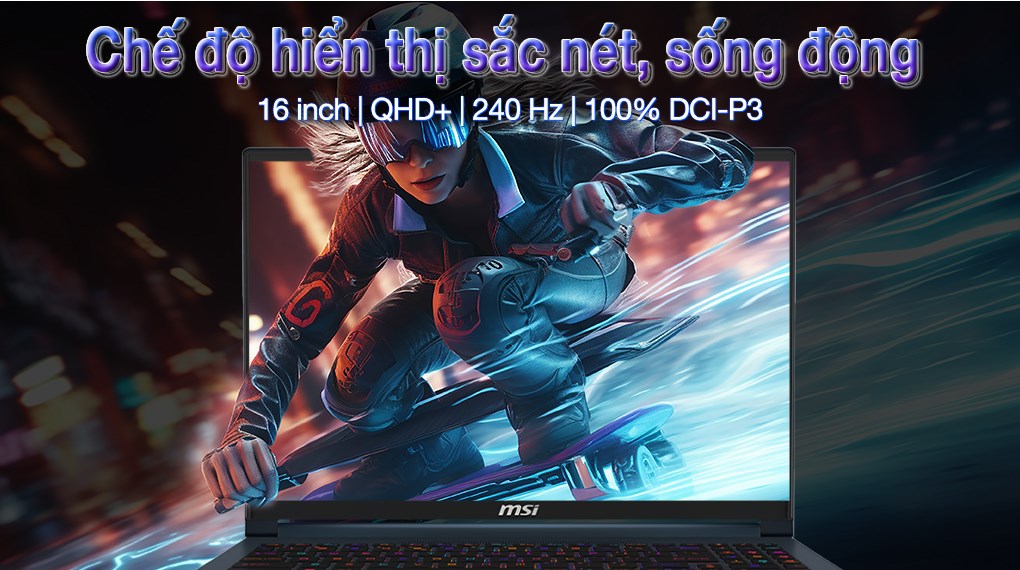 Chế độ hiển thị sắc nét, sống động
16 inch | QHD+ | 240 Hz | 100% DCI-P3
msi